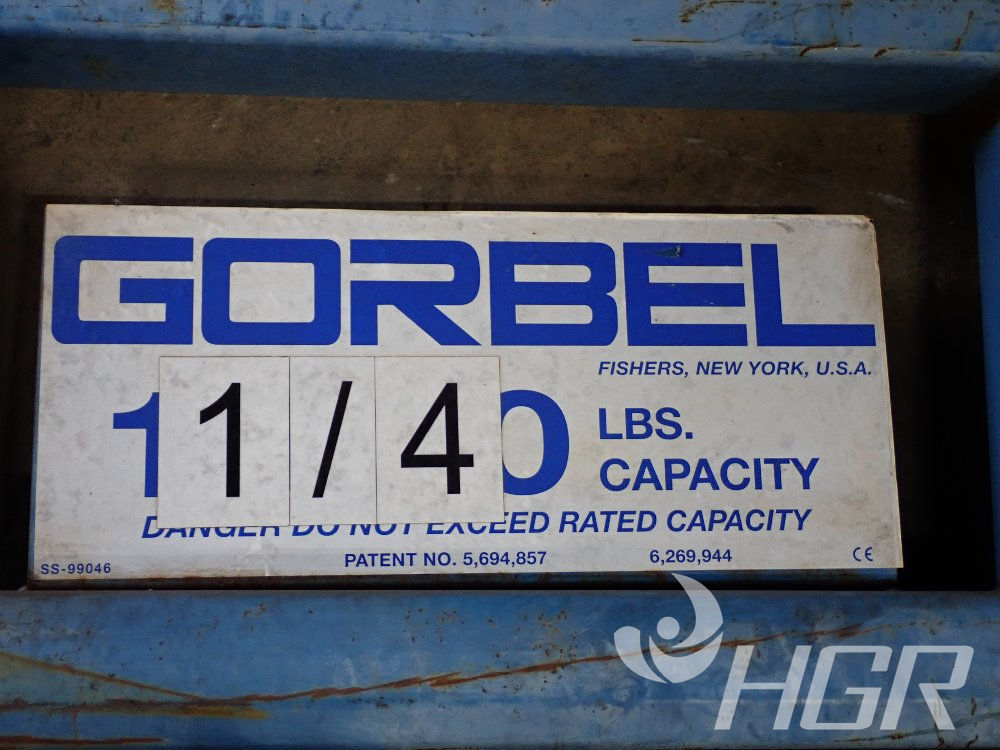 GORBEL
FISHERS, NEW YORK, U.S.A.
1/4 LBS.
CAPACITY
DANGER DO NOT EXCEED RATED CAPACITY
PATENT NO. 5,694,857 6,269,944 CE
SS-99046
HGR